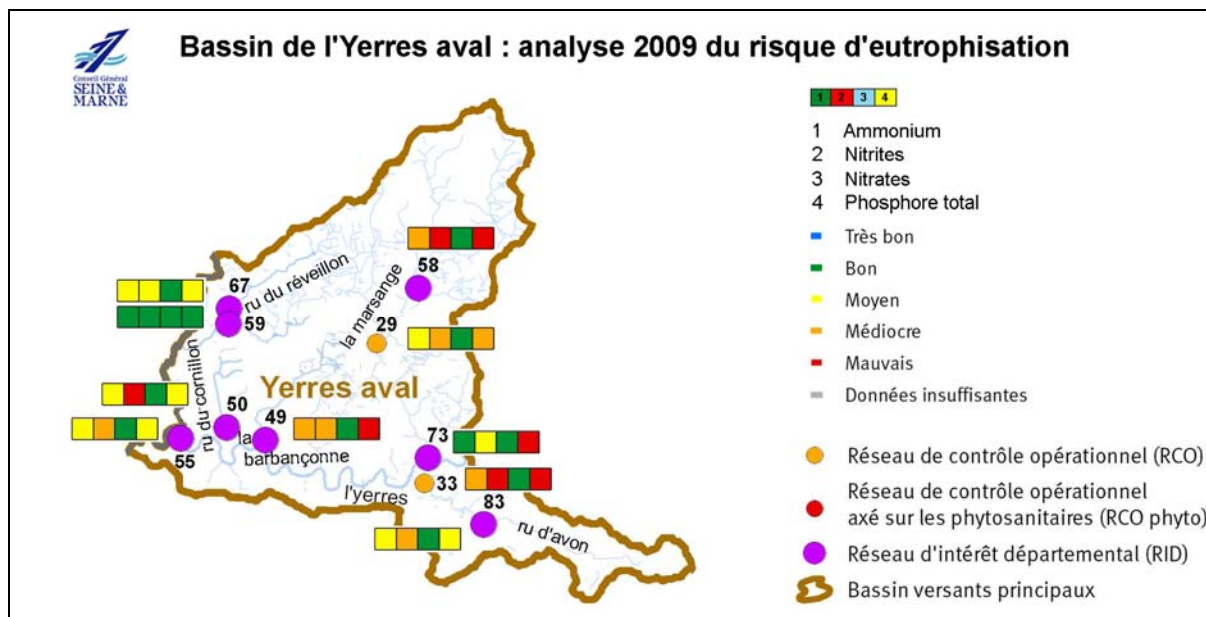 Bassin de l'Yerres aval : analyse 2009 du risque d'eutrophisation
Conseil Général
SEINE &
MARNE
1 2 3 4
1 Ammonium
2 Nitrites
3 Nitrates
4 Phosphore total
Très bon
Bon
Moyen
Médiocre
Mauvais
Données insuffisantes
Réseau de contrôle opérationnel (RCO)
Réseau de contrôle opérationnel
axé sur les phytosanitaires (RCO phyto)
Réseau d'intérêt départemental (RID)
Bassin versants principaux
58
67
ru du réveillon
59
la marsange
29
Yerres aval
ru du cornillon
50
49
la
barbançonne
55
73
33
l'yerres
83
ru d'avon